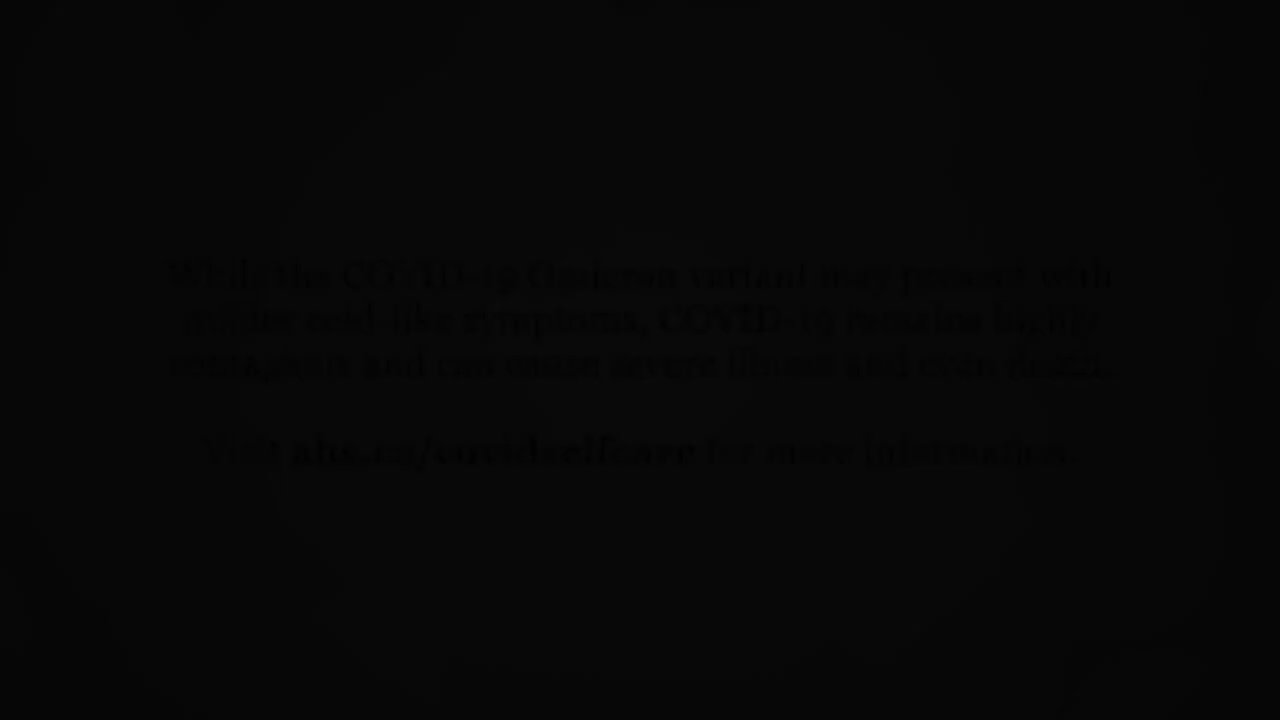 While the COVID-19 Omicron variant may present with
milder cold-like symptoms, COVID-19 remains highly
contagious and can cause severe illness and even death.
Visit ahs.ca/covidselfcare for more information.